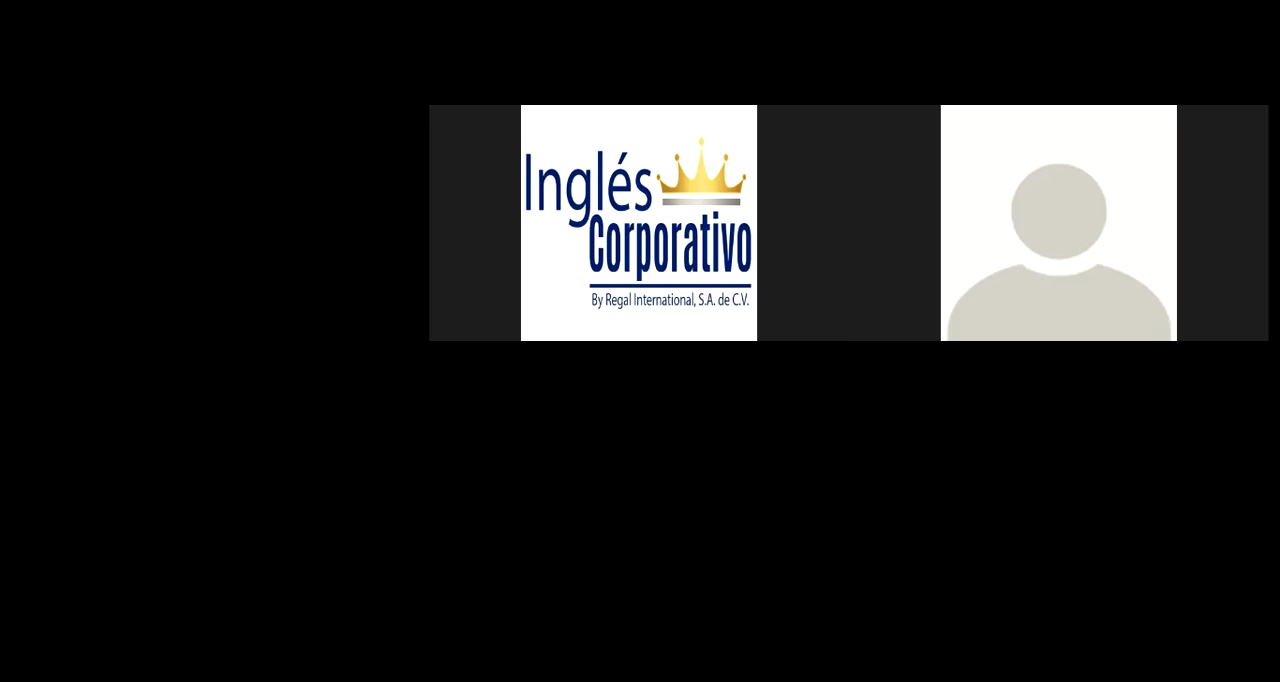 Inglés
Corporativo
By Regal International, S.A. de C.V.